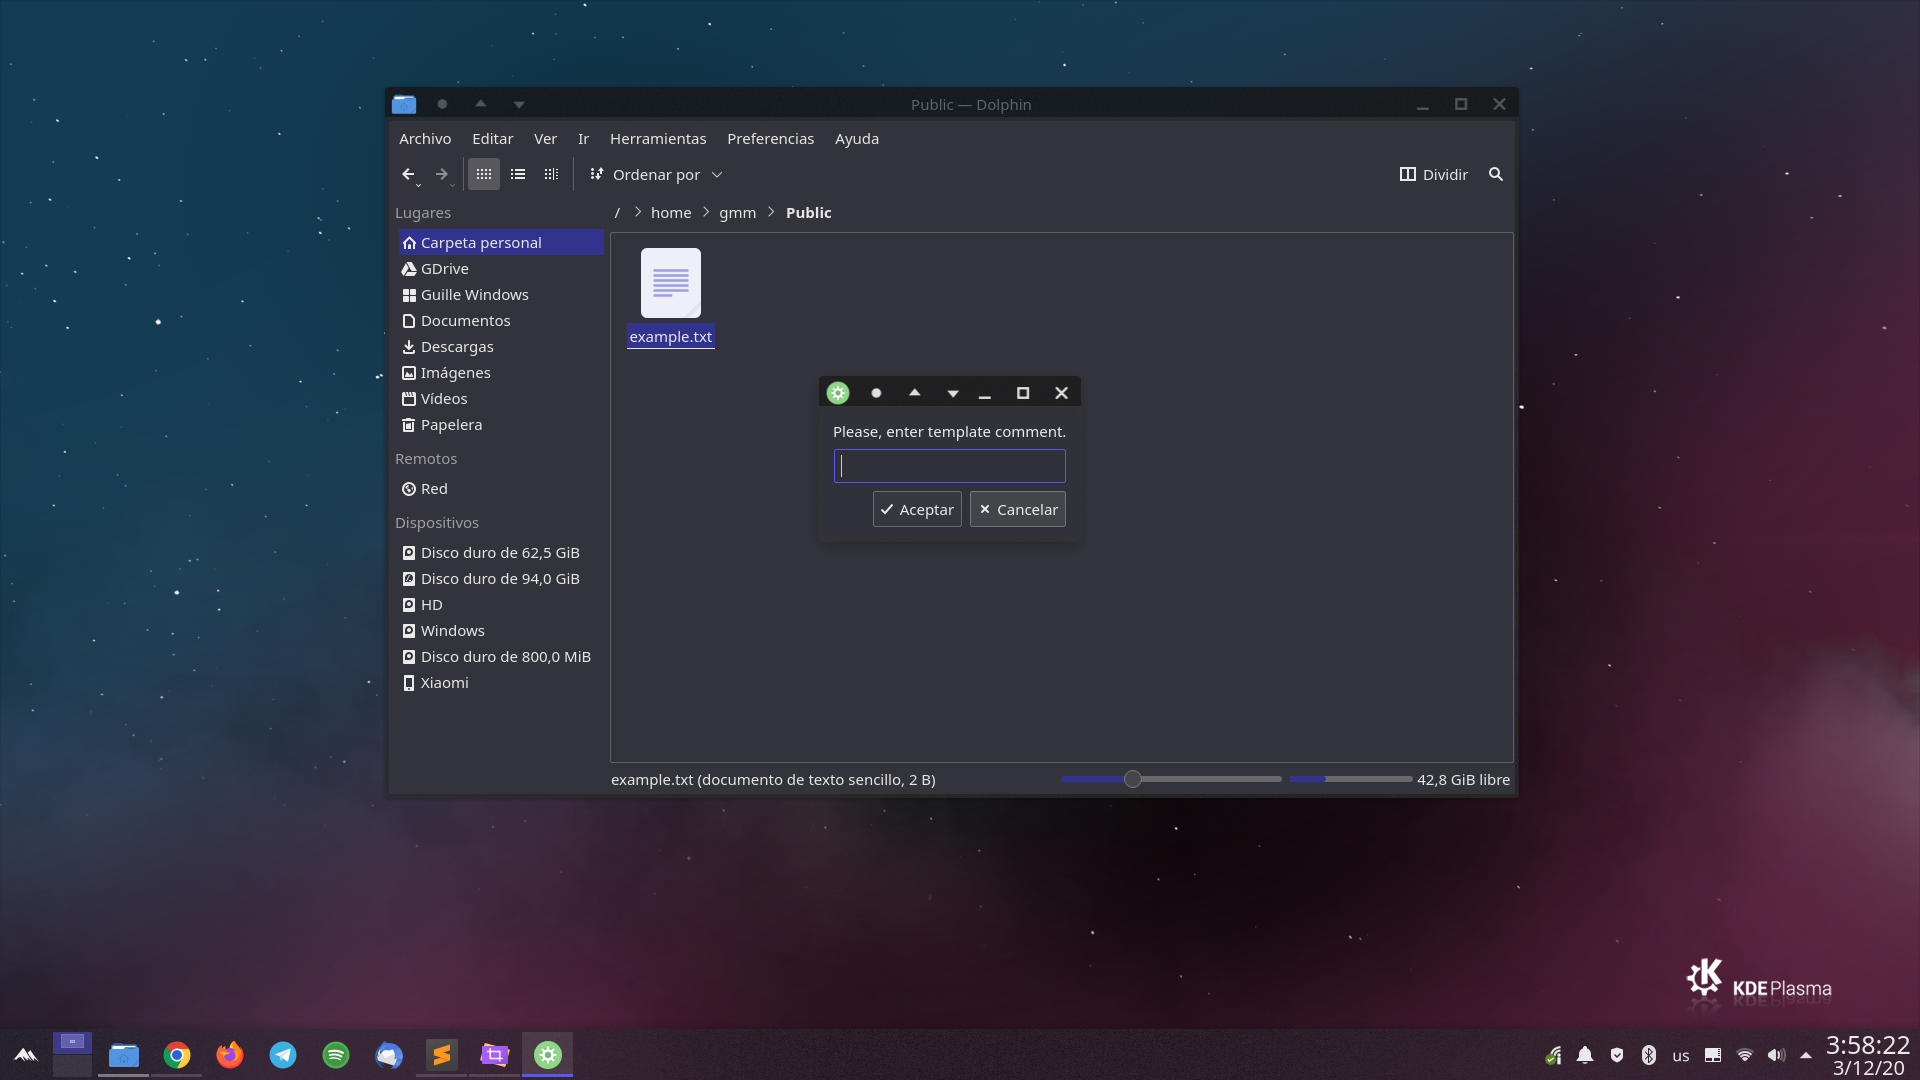 Public — Dolphin
Archivo Editar Ver Ir Herramientas Preferencias Ayuda
Ordenar por
Dividir
Lugares
/ home gmm Public
Carpeta personal
GDrive
Guille Windows
Documentos
Descargas
Imágenes
Vídeos
Papelera
Remotos
Red
Dispositivos
Disco duro de 62,5 GiB
Disco duro de 94,0 GiB
HD
Windows
Disco duro de 800,0 MiB
Xiaomi
example.txt
Please, enter template comment.
Aceptar Cancelar
example.txt (documento de texto sencillo, 2 B)
42,8 GiB libre
KDE Plasma
us
3:58:22
3/12/20